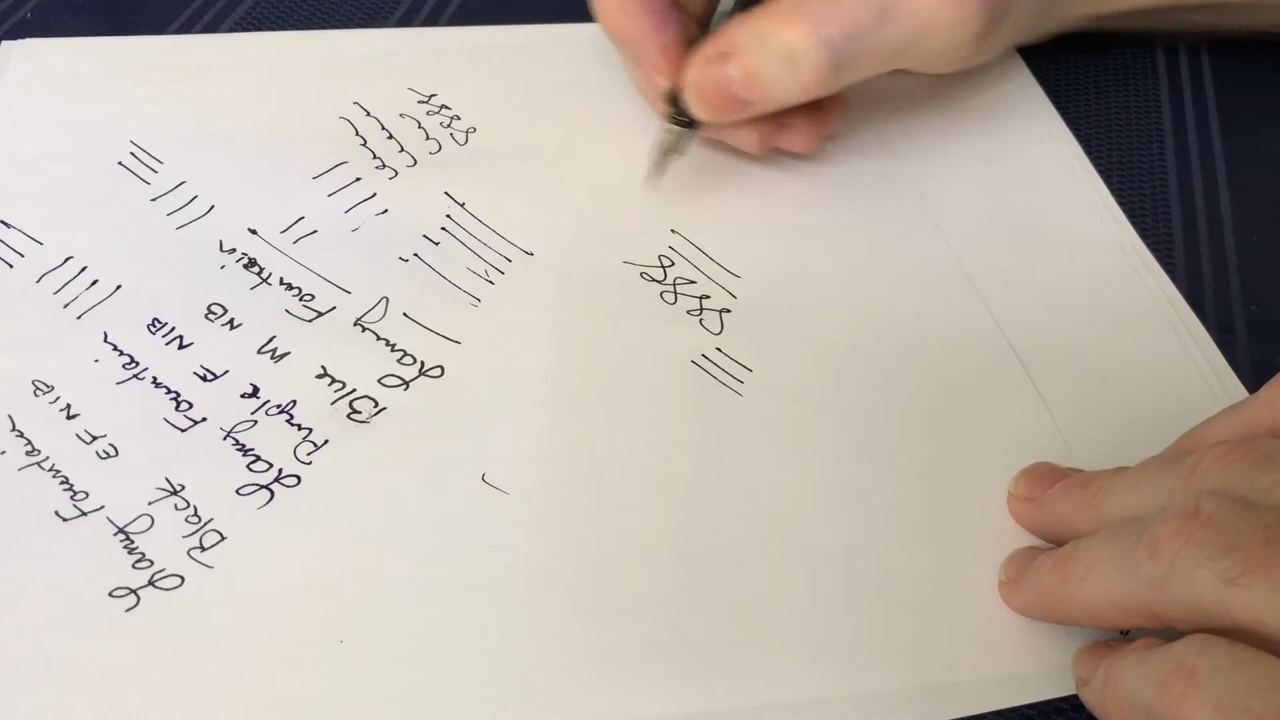 Lamy Fountain
Black EF NIB
Lamy Fountain
Purple F NIB
Lamy Fountain
Blue M NB